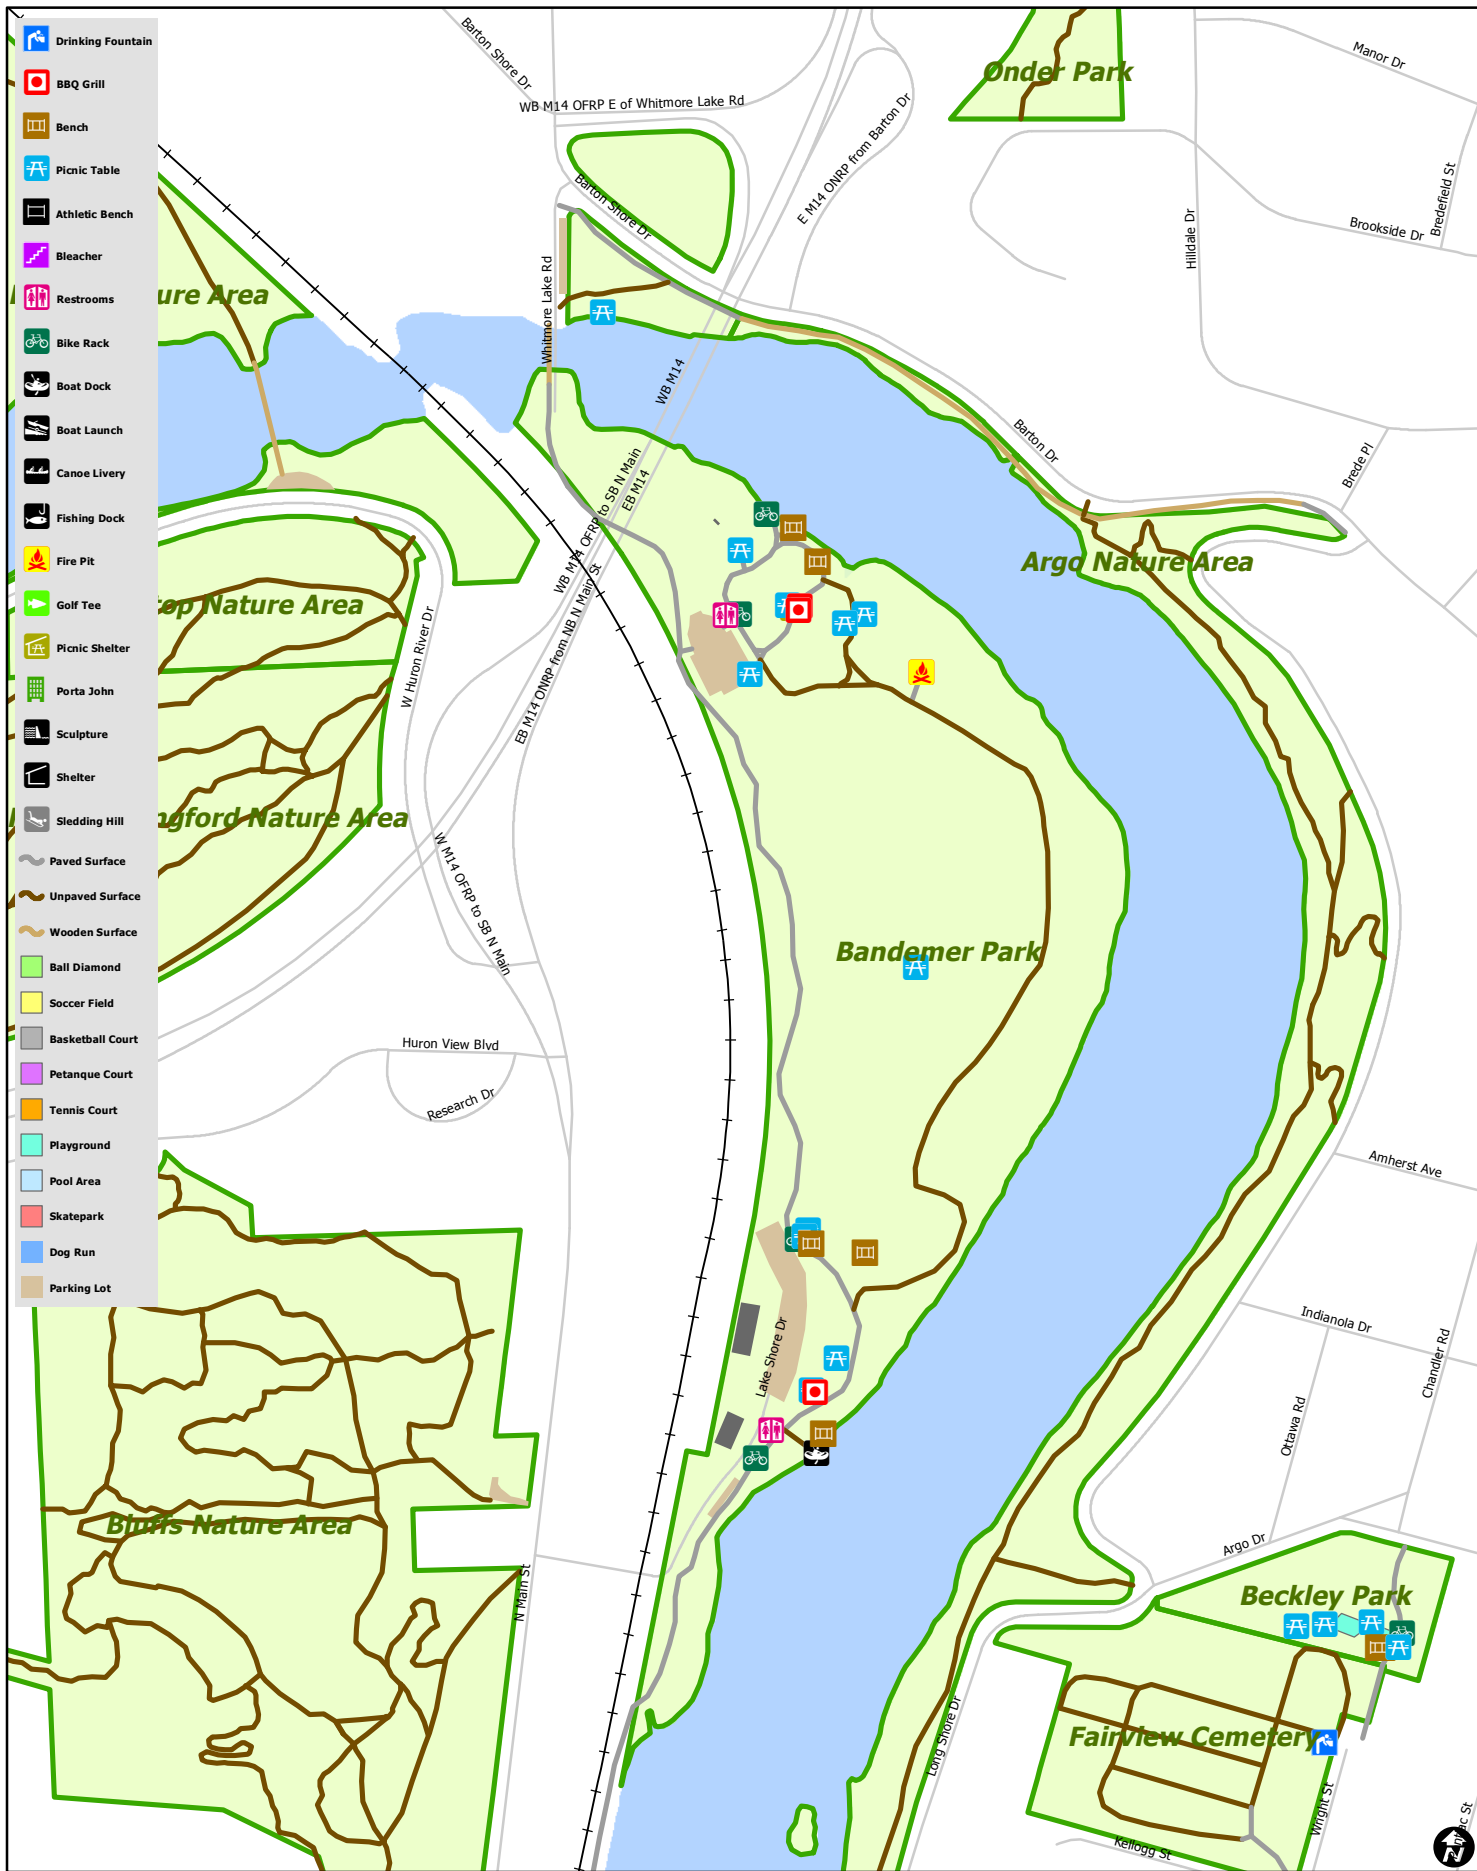 Drinking Fountain
BBQ Grill
Bench
Picnic Table
Athletic Bench
Bleacher
Restrooms
Bike Rack
Boat Dock
Boat Launch
Canoe Livery
Fishing Dock
Fire Pit
Golf Tee
Picnic Shelter
Porta John
Sculpture
Shelter
Sledding Hill
Paved Surface
Unpaved Surface
Wooden Surface
Ball Diamond
Soccer Field
Basketball Court
Petanque Court
Tennis Court
Playground
Pool Area
Skatepark
Dog Run
Parking Lot
Barton Shore Dr
WB M14 OFRP E of Whitmore Lake Rd
E M14 ONRP from Barton Dr
Onder Park
Manor Dr
Bredefield St
Brookside Dr
Hilldale Dr
Barton Shore Dr
Whitmore Lake Rd
ure Area
WB M14
Barton Dr
Brede Pl
WB M14 OFRP to SB N Main
EB M14
EB M14 ONRP from NB N Main St
Argo Nature Area
top Nature Area
W Huron River Dr
ngford Nature Area
W M14 OFRP to SB N Main
Bandemer Park
Huron View Blvd
Research Dr
Amherst Ave
Indianola Dr
Chandler Rd
Ottawa Rd
Lake Shore Dr
Bluffs Nature Area
N Main St
Argo Dr
Beckley Park
Fairview Cemetery
Long Shore Dr
Wright St
Kellogg St
ac St
N